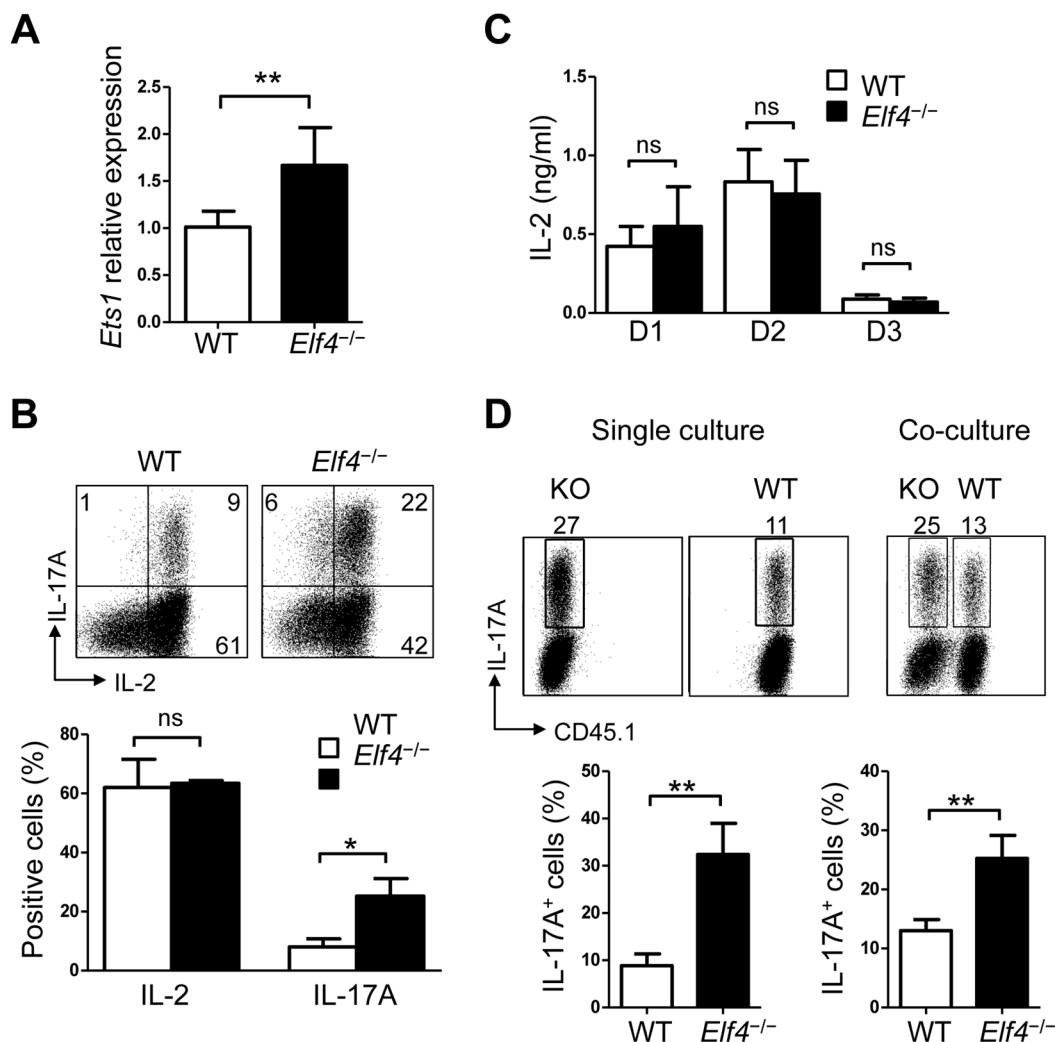 A
Ets1 relative expression
2.5
2.0
1.5
1.0
0.5
0.0
**
WT
Elf4–/–
C
IL-2 (ng/ml)
1.5
1.0
0.5
0.0
WT
Elf4–/–
ns
ns
ns
D1
D2
D3
B
WT
Elf4–/–
1
9
61
6
22
42
IL-17A
IL-2
Positive cells (%)
80
60
40
20
0
ns
*
WT
Elf4–/–
IL-2
IL-17A
D
Single culture
Co-culture
KO
WT
KO WT
27
11
25 13
IL-17A
CD45.1
IL-17A+ cells (%)
50
40
30
20
10
0
**
WT
Elf4–/–
IL-17A+ cells (%)
40
30
20
10
0
**
WT
Elf4–/–